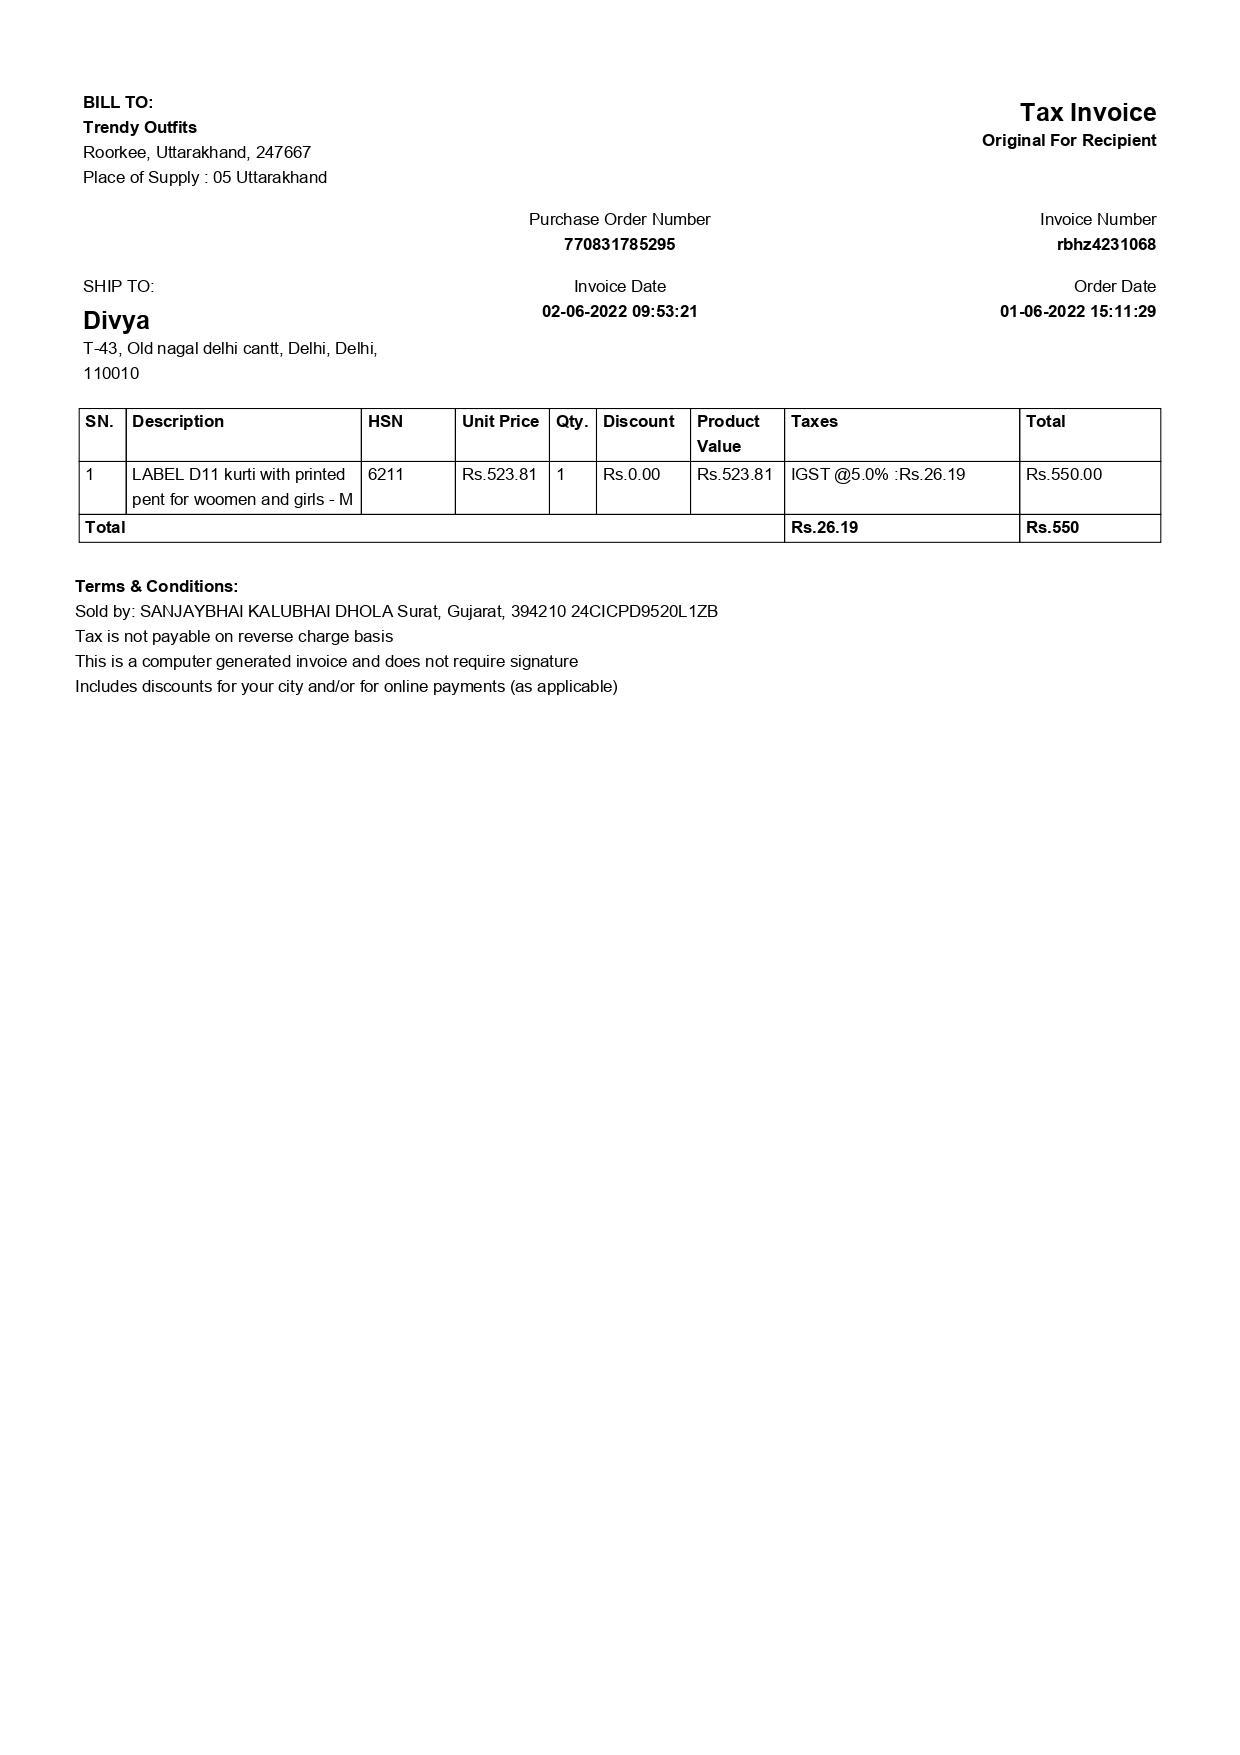 BILL TO:
Trendy Outfits
Roorkee, Uttarakhand, 247667
Place of Supply : 05 Uttarakhand
Tax Invoice
Original For Recipient
Purchase Order Number
770831785295
Invoice Number
rbhz4231068
SHIP TO:
Divya
T-43, Old nagal delhi cantt, Delhi, Delhi,
110010
Invoice Date
02-06-2022 09:53:21
Order Date
01-06-2022 15:11:29
SN. Description HSN Unit Price Qty. Discount Product Taxes Total
Value
1 LABEL D11 kurti with printed 6211 Rs.523.81 1 Rs.0.00 Rs.523.81 IGST @5.0% :Rs.26.19 Rs.550.00
pent for woomen and girls - M
Total Rs.26.19 Rs.550
Terms & Conditions:
Sold by: SANJAYBHAI KALUBHAI DHOLA Surat, Gujarat, 394210 24CICPD9520L1ZB
Tax is not payable on reverse charge basis
This is a computer generated invoice and does not require signature
Includes discounts for your city and/or for online payments (as applicable)